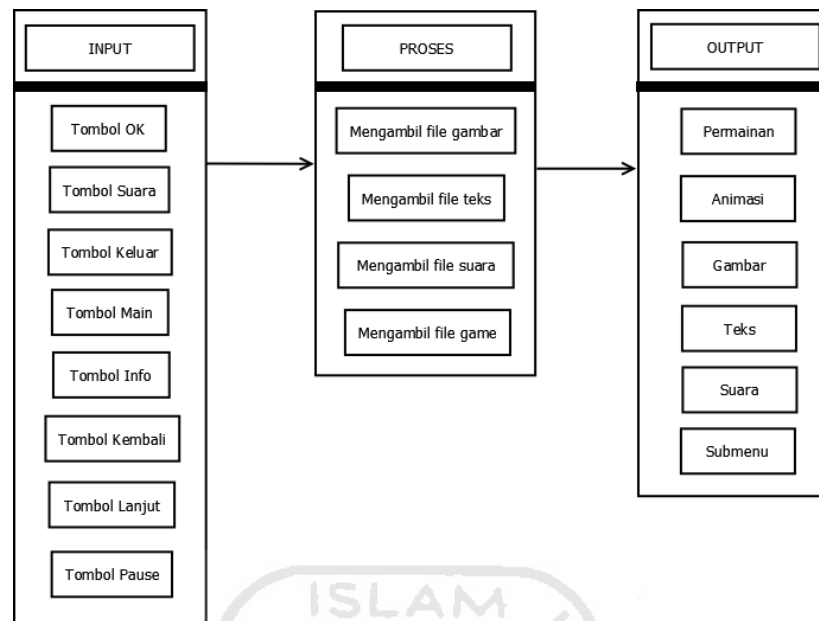 INPUT
Tombol OK
Tombol Suara
Tombol Keluar
Tombol Main
Tombol Info
Tombol Kembali
Tombol Lanjut
Tombol Pause
PROSES
Mengambil file gambar
Mengambil file teks
Mengambil file suara
Mengambil file game
OUTPUT
Permainan
Animasi
Gambar
Teks
Suara
Submenu
ISLAM